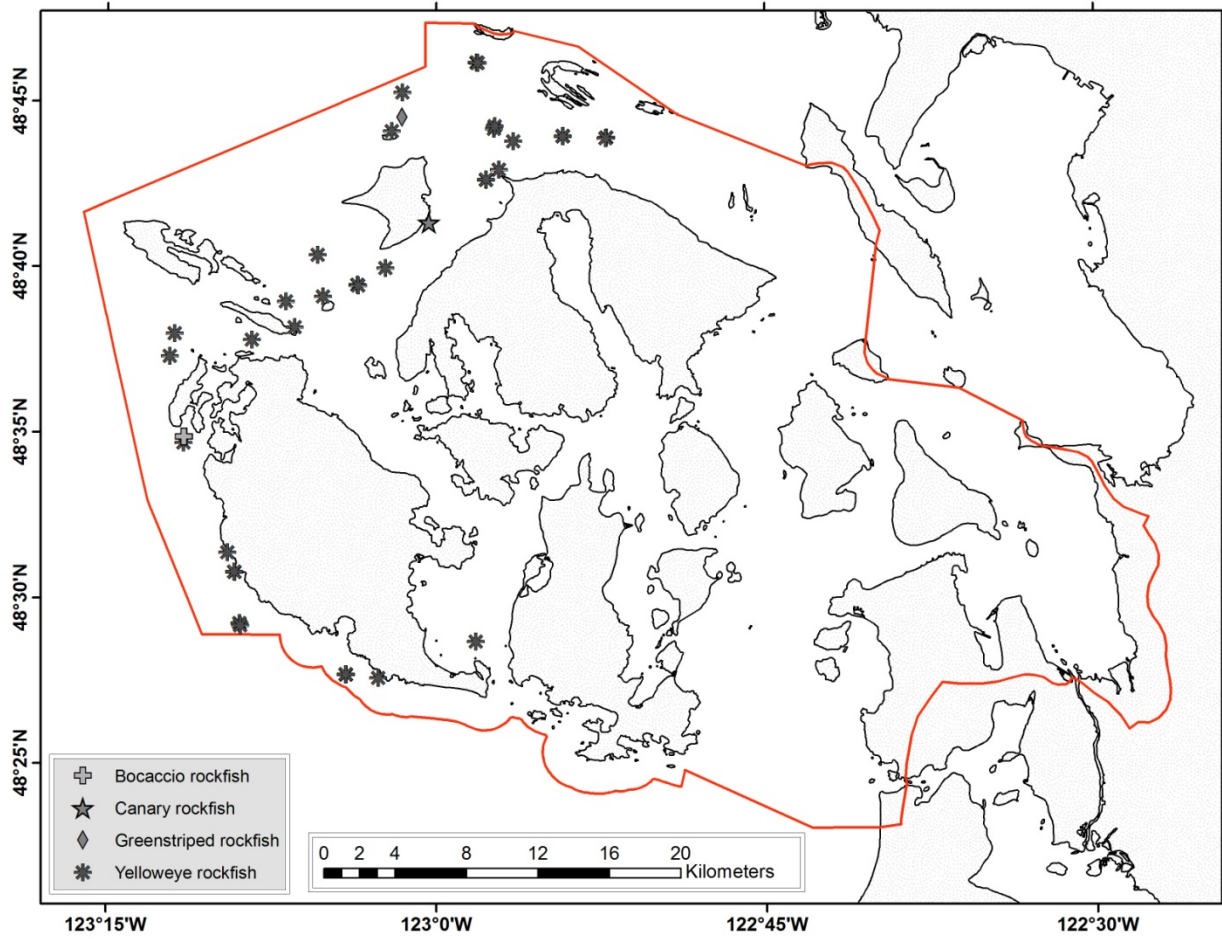 48°45'N
48°40'N
48°35'N
48°30'N
48°25'N
Bocaccio rockfish
Canary rockfish
Greenstriped rockfish
Yelloweye rockfish
0 2 4 8 12 16 20
Kilometers
123°15'W 123°0'W 122°45'W 122°30'W